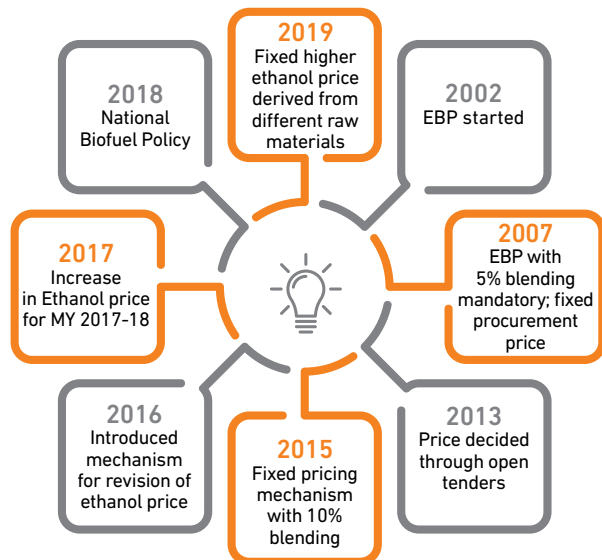 2019
Fixed higher
ethanol price
derived from
different raw
materials
2002
EBP started
2007
EBP with
5% blending
mandatory; fixed
procurement
price
2013
Price decided
through open
tenders
2015
Fixed pricing
mechanism
with 10%
blending
2016
Introduced
mechanism
for revision of
ethanol price
2017
Increase
in Ethanol price
for MY 2017-18
2018
National
Biofuel Policy